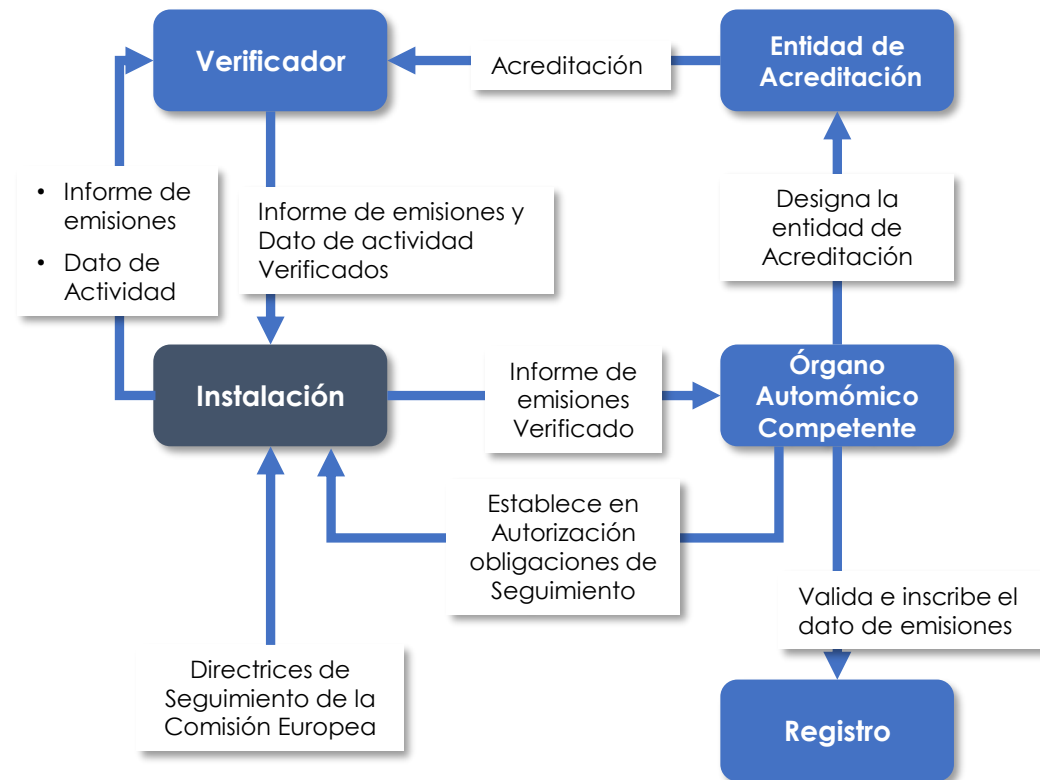 Verificador
Acreditación
Entidad de
Acreditación
• Informe de
emisiones
• Dato de
Actividad
Informe de emisiones y
Dato de actividad
Verificados
Designa la
entidad de
Acreditación
Instalación
Informe de
emisiones
Verificado
Órgano
Automómico
Competente
Establece en
Autorización
obligaciones de
Seguimiento
Valida e inscribe el
dato de emisiones
Directrices de
Seguimiento de la
Comisión Europea
Registro